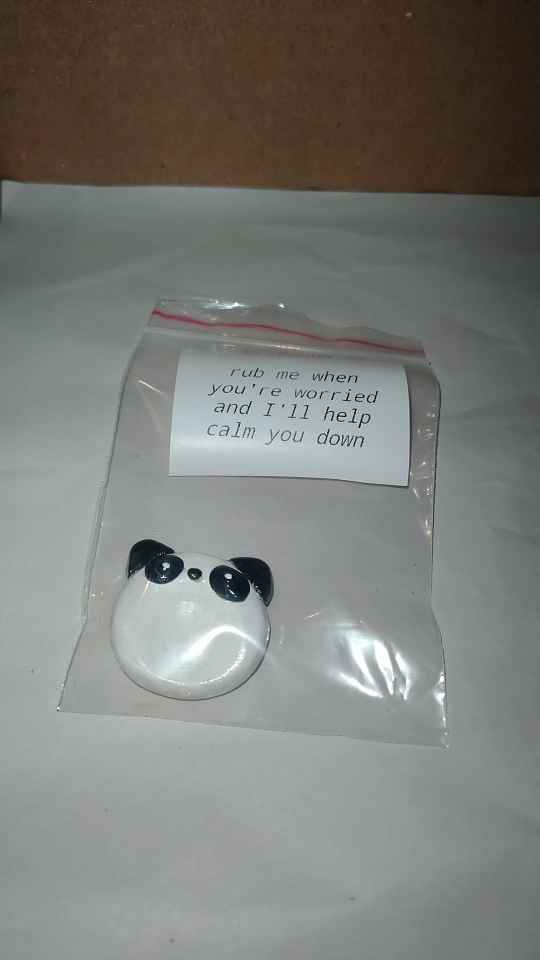 rub me when
you're worried
and I'll help
calm you down